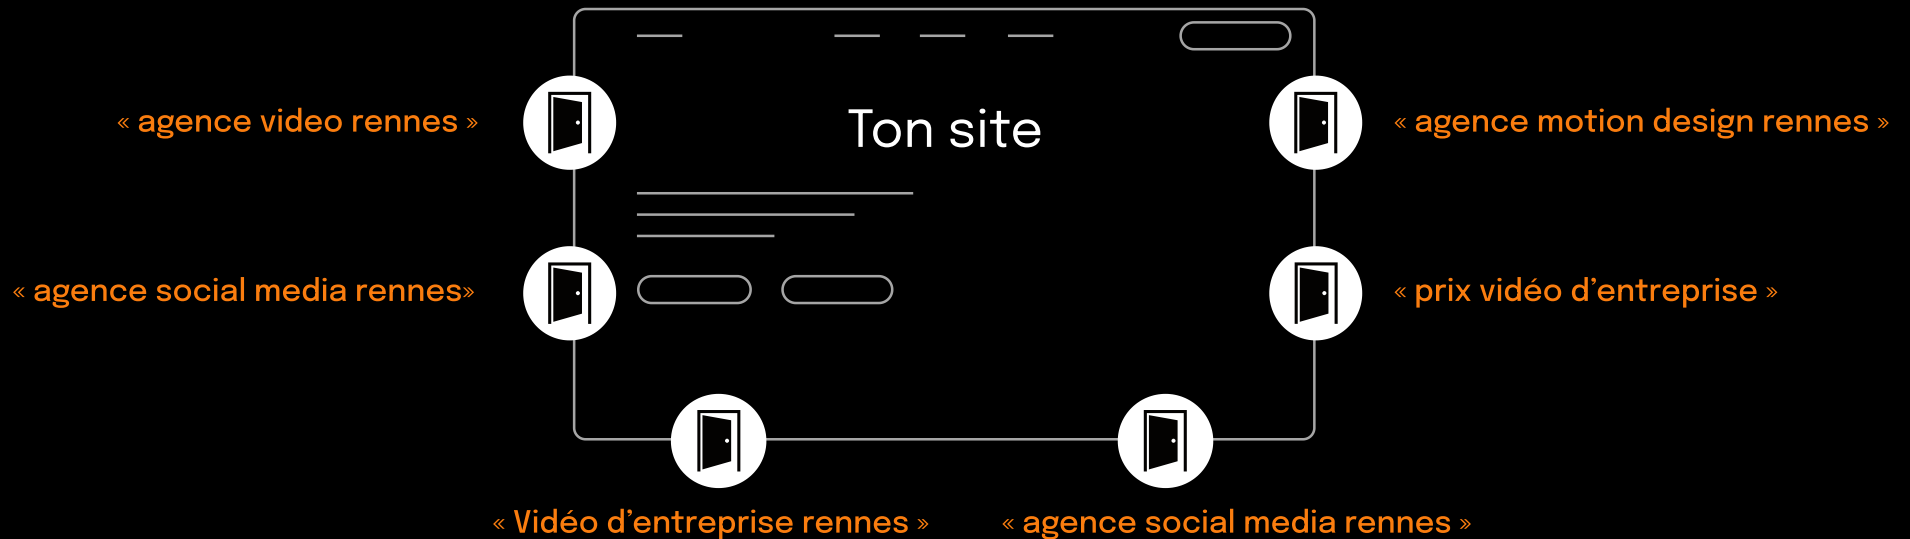 « agence video rennes »
Ton site
« agence motion design rennes »
« agence social media rennes»
« prix vidéo d’entreprise »
« Vidéo d’entreprise rennes »
« agence social media rennes »